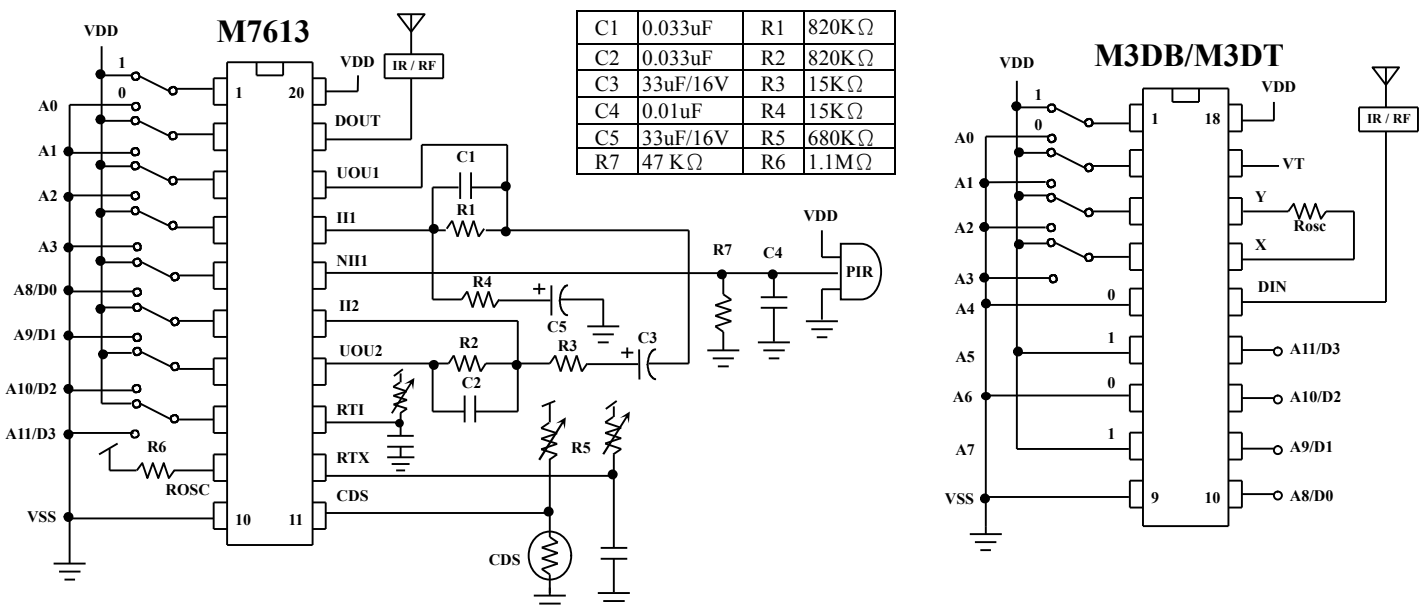 M7613
VDD
1
0
A0
A1
A2
A3
A8/D0
A9/D1
A10/D2
A11/D3
R6
ROSC
VSS
1
20
10
11
VDD
IR / RF
DOUT
UOU1
II1
NII1
II2
UOU2
RTI
RTX
CDS
C1
R1
R4
+
C5
R2
C2
R3
+
C3
R5
CDS
R7
C4
VDD
PIR
C1 0.033uF R1 820KΩ
C2 0.033uF R2 820KΩ
C3 33uF/16V R3 15KΩ
C4 0.01uF R4 15KΩ
C5 33uF/16V R5 680KΩ
R7 47 KΩ R6 1.1MΩ
M3DB/M3DT
VDD
1
0
A0
A1
A2
A3
A4
0
A5
1
A6
0
A7
1
VSS
1
18
9
10
VDD
IR / RF
VT
Y
Rosc
X
DIN
A11/D3
A10/D2
A9/D1
A8/D0